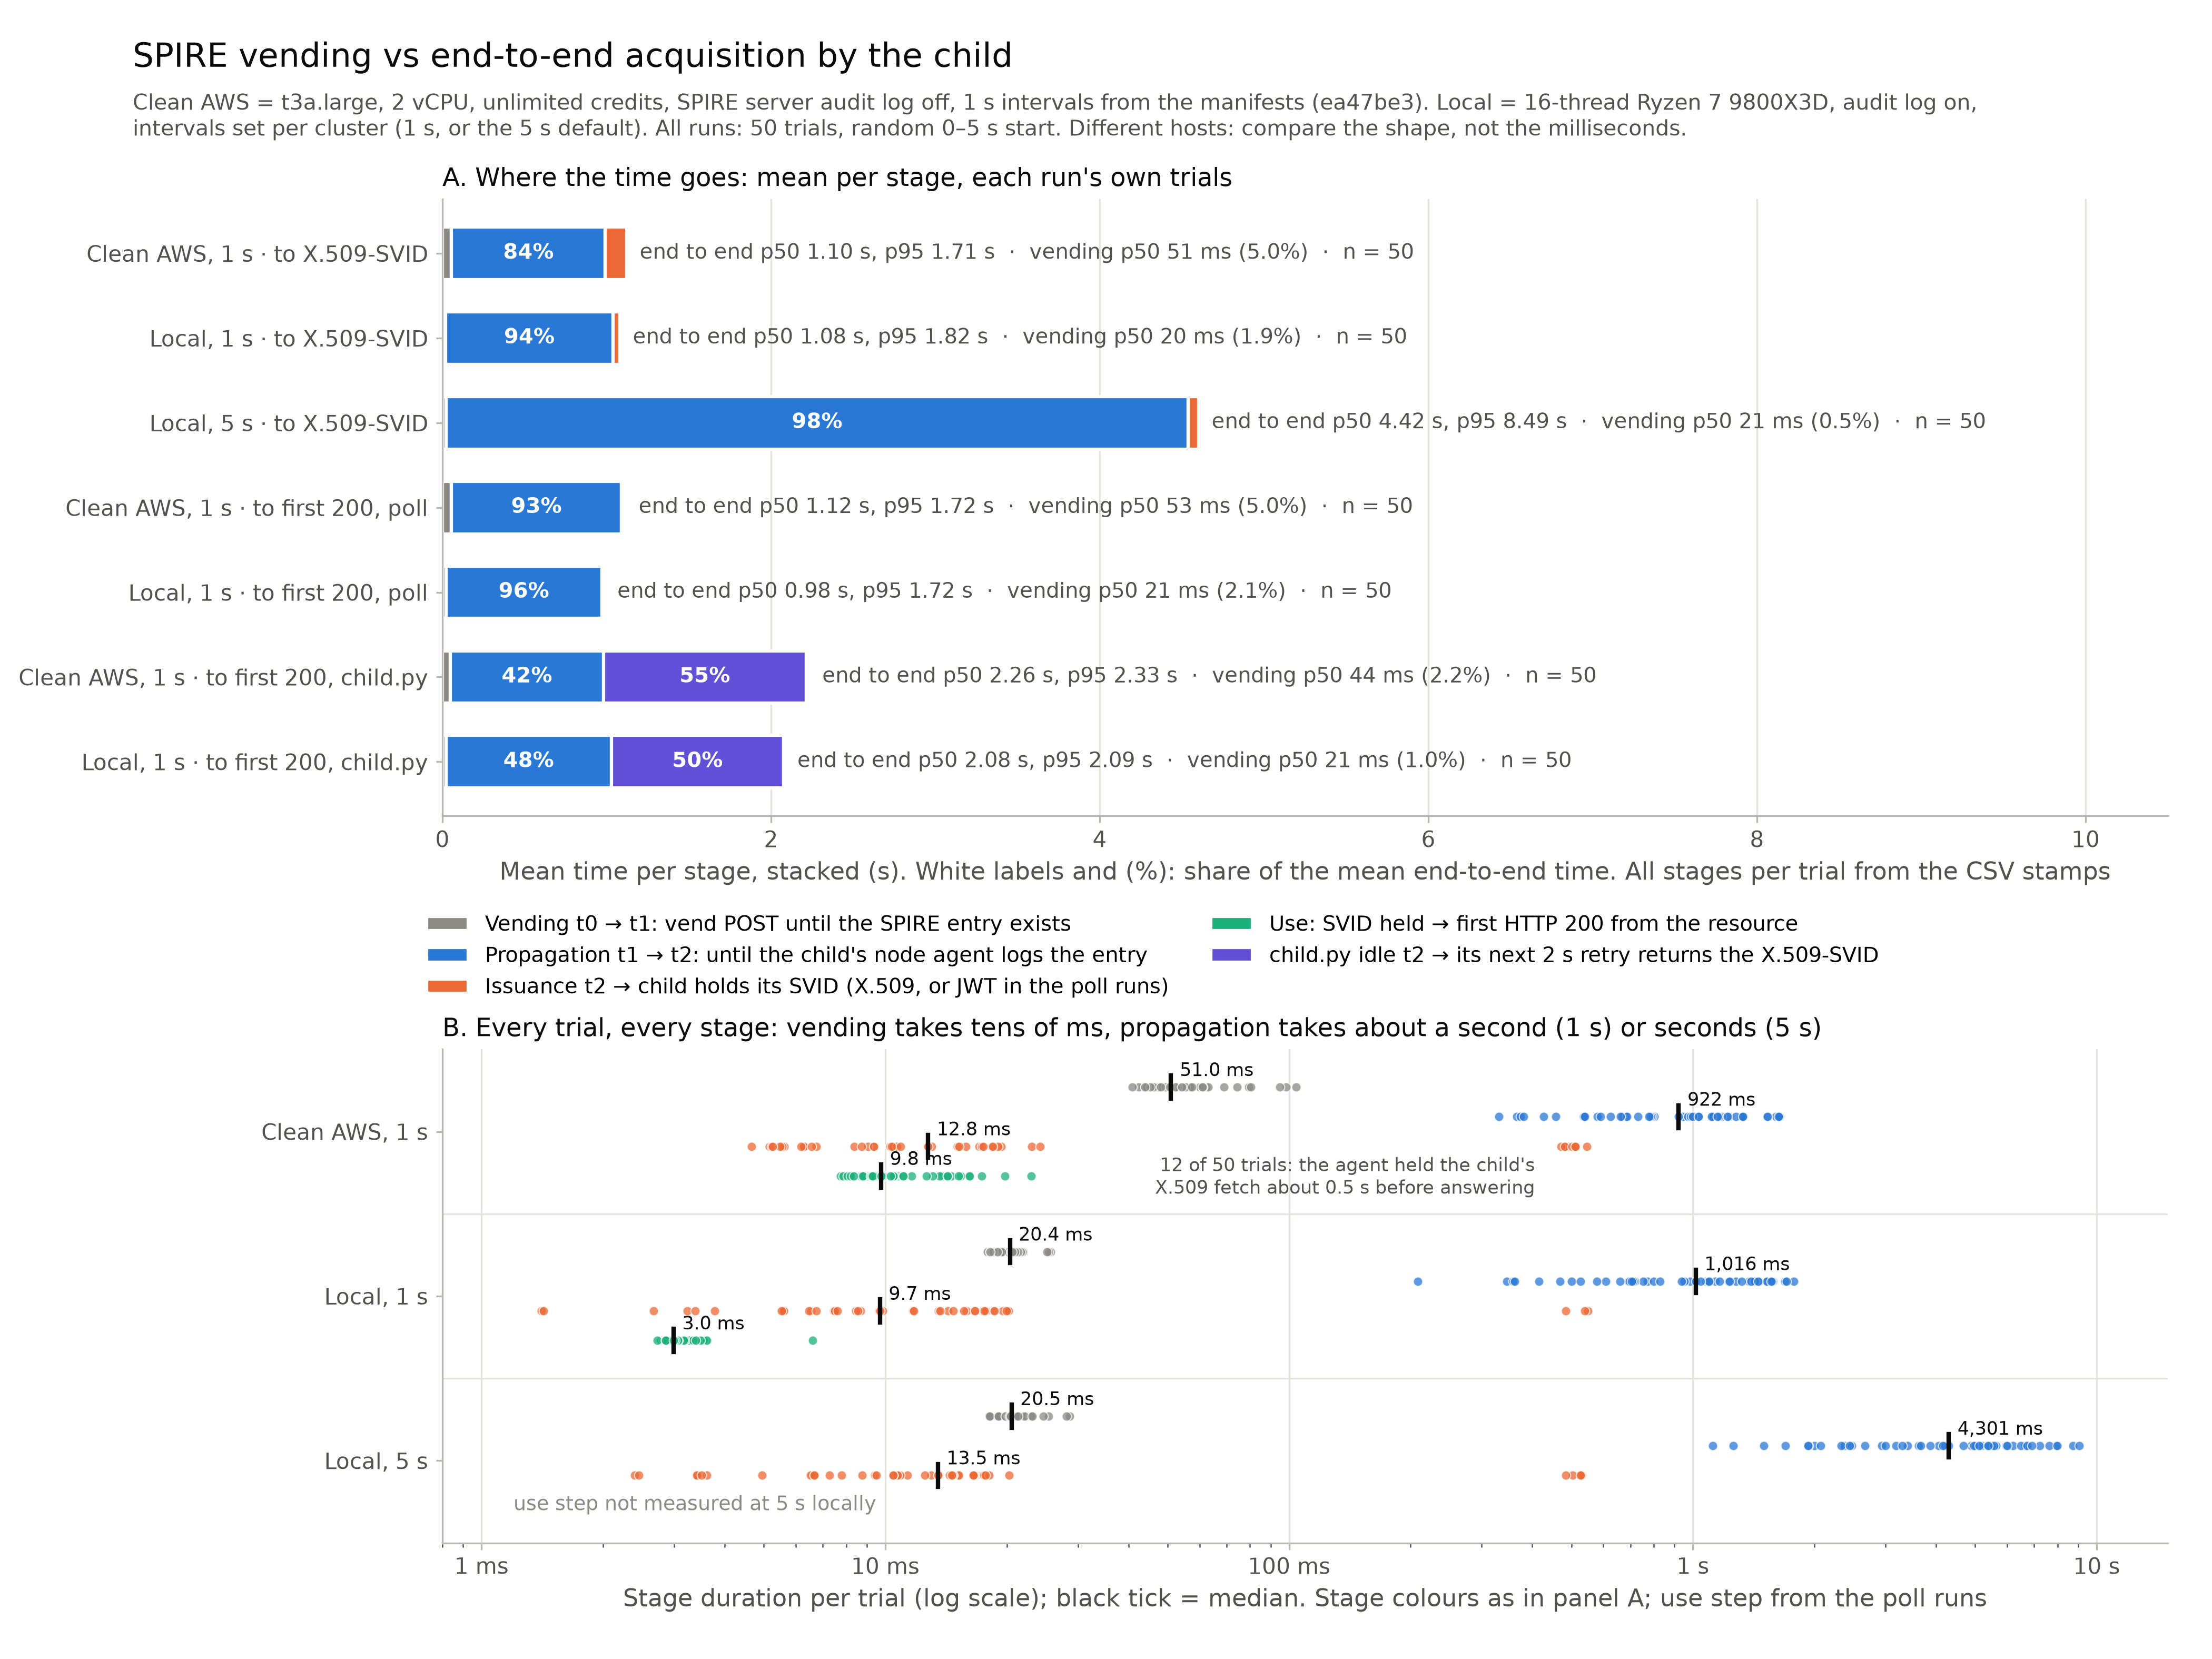 SPIRE vending vs end-to-end acquisition by the child
Clean AWS = t3a.large, 2 vCPU, unlimited credits, SPIRE server audit log off, 1 s intervals from the manifests (ea47be3). Local = 16-thread Ryzen 7 9800X3D, audit log on,
intervals set per cluster (1 s, or the 5 s default). All runs: 50 trials, random 0–5 s start. Different hosts: compare the shape, not the milliseconds.
A. Where the time goes: mean per stage, each run's own trials
Clean AWS, 1 s · to X.509-SVID 84% end to end p50 1.10 s, p95 1.71 s · vending p50 51 ms (5.0%) · n = 50
Local, 1 s · to X.509-SVID 94% end to end p50 1.08 s, p95 1.82 s · vending p50 20 ms (1.9%) · n = 50
Local, 5 s · to X.509-SVID 98% end to end p50 4.42 s, p95 8.49 s · vending p50 21 ms (0.5%) · n = 50
Clean AWS, 1 s · to first 200, poll 93% end to end p50 1.12 s, p95 1.72 s · vending p50 53 ms (5.0%) · n = 50
Local, 1 s · to first 200, poll 96% end to end p50 0.98 s, p95 1.72 s · vending p50 21 ms (2.1%) · n = 50
Clean AWS, 1 s · to first 200, child.py 42% 55% end to end p50 2.26 s, p95 2.33 s · vending p50 44 ms (2.2%) · n = 50
Local, 1 s · to first 200, child.py 48% 50% end to end p50 2.08 s, p95 2.09 s · vending p50 21 ms (1.0%) · n = 50
0 2 4 6 8 10
Mean time per stage, stacked (s). White labels and (%): share of the mean end-to-end time. All stages per trial from the CSV stamps
Vending t0 → t1: vend POST until the SPIRE entry exists
Propagation t1 → t2: until the child's node agent logs the entry
Issuance t2 → child holds its SVID (X.509, or JWT in the poll runs)
Use: SVID held → first HTTP 200 from the resource
child.py idle t2 → its next 2 s retry returns the X.509-SVID
B. Every trial, every stage: vending takes tens of ms, propagation takes about a second (1 s) or seconds (5 s)
51.0 ms
922 ms
Clean AWS, 1 s
12.8 ms
9.8 ms
12 of 50 trials: the agent held the child's
X.509 fetch about 0.5 s before answering
20.4 ms
1,016 ms
Local, 1 s
9.7 ms
3.0 ms
20.5 ms
4,301 ms
Local, 5 s
13.5 ms
use step not measured at 5 s locally
1 ms 10 ms 100 ms 1 s 10 s
Stage duration per trial (log scale); black tick = median. Stage colours as in panel A; use step from the poll runs